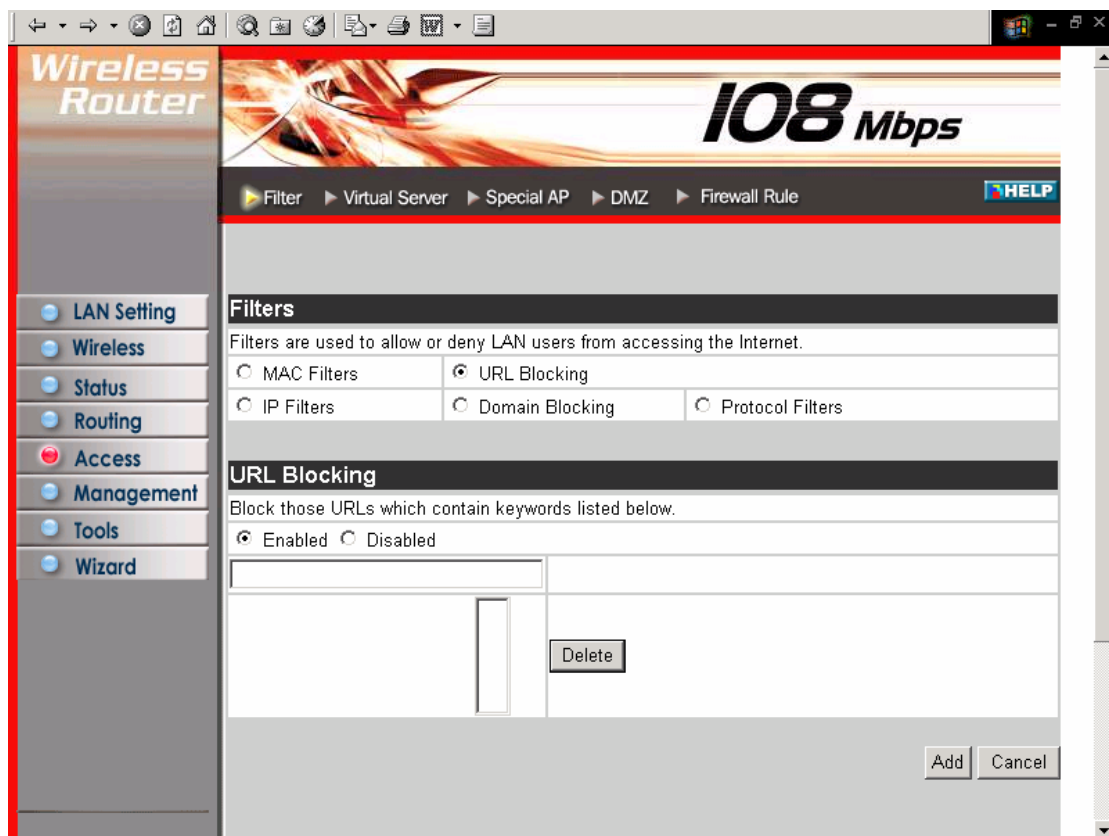 Wireless
Router
108 Mbps
Filter Virtual Server Special AP DMZ Firewall Rule HELP
LAN Setting
Wireless
Status
Routing
Access
Management
Tools
Wizard
Filters
Filters are used to allow or deny LAN users from accessing the Internet.
MAC Filters URL Blocking
IP Filters Domain Blocking Protocol Filters
URL Blocking
Block those URLs which contain keywords listed below.
Enabled Disabled
Delete
Add Cancel